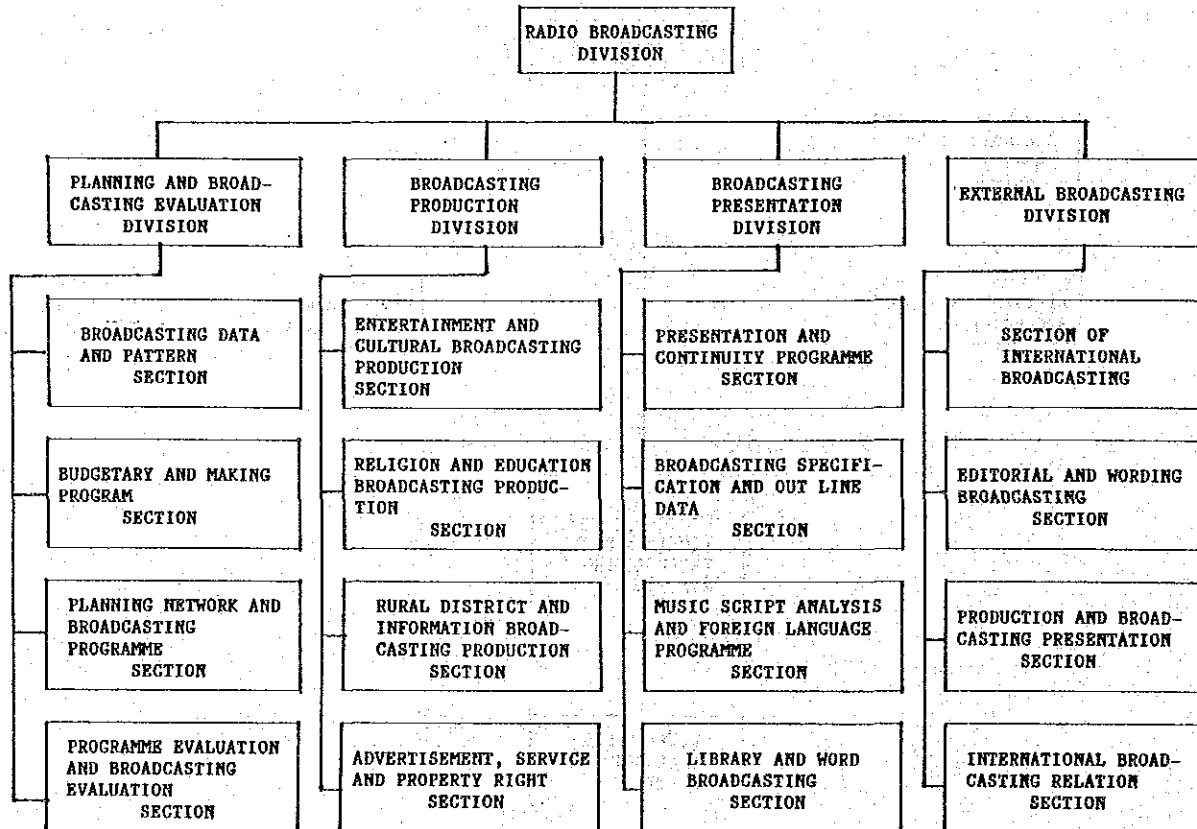 RADIO BROADCASTING
DIVISION
PLANNING AND BROAD-
CASTING EVALUATION
DIVISION
BROADCASTING DATA
AND PATTERN
SECTION
BUDGETARY AND MAKING
PROGRAM
SECTION
PLANNING NETWORK AND
BROADCASTING
PROGRAMME
SECTION
PROGRAMME EVALUATION
AND BROADCASTING
EVALUATION
SECTION
BROADCASTING
PRODUCTION
DIVISION
ENTERTAINMENT AND
CULTURAL BROADCASTING
PRODUCTION
SECTION
RELIGION AND EDUCATION
BROADCASTING PRODUC-
TION
SECTION
RURAL DISTRICT AND
INFORMATION BROAD-
CASTING PRODUCTION
SECTION
ADVERTISEMENT, SERVICE
AND PROPERTY RIGHT
SECTION
BROADCASTING
PRESENTATION
DIVISION
PRESENTATION AND
CONTINUITY PROGRAMME
SECTION
BROADCASTING SPECIFI-
CATION AND OUT LINE
DATA
SECTION
MUSIC SCRIPT ANALYSIS
AND FOREIGN LANGUAGE
PROGRAMME
SECTION
LIBRARY AND WORD
BROADCASTING
SECTION
EXTERNAL BROADCASTING
DIVISION
SECTION OF
INTERNATIONAL
BROADCASTING
EDITORIAL AND WORDING
BROADCASTING
SECTION
PRODUCTION AND BROAD-
CASTING PRESENTATION
SECTION
INTERNATIONAL BROAD-
CASTING RELATION
SECTION